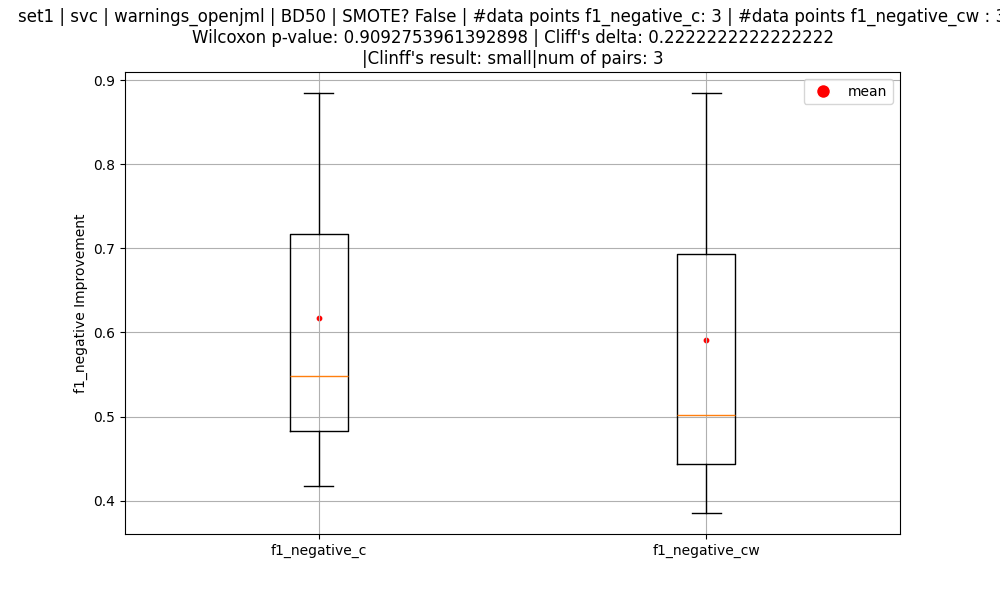 set1 | svc | warnings_openjml | BD50 | SMOTE? False | #data points f1_negative_c: 3 | #data points f1_negative_cw : 3
Wilcoxon p-value: 0.9092753961392898 | Cliff's delta: 0.2222222222222222
|Clinff's result: small|num of pairs: 3
mean
0.9
0.8
0.7
0.6
0.5
0.4
f1_negative Improvement
f1_negative_c
f1_negative_cw